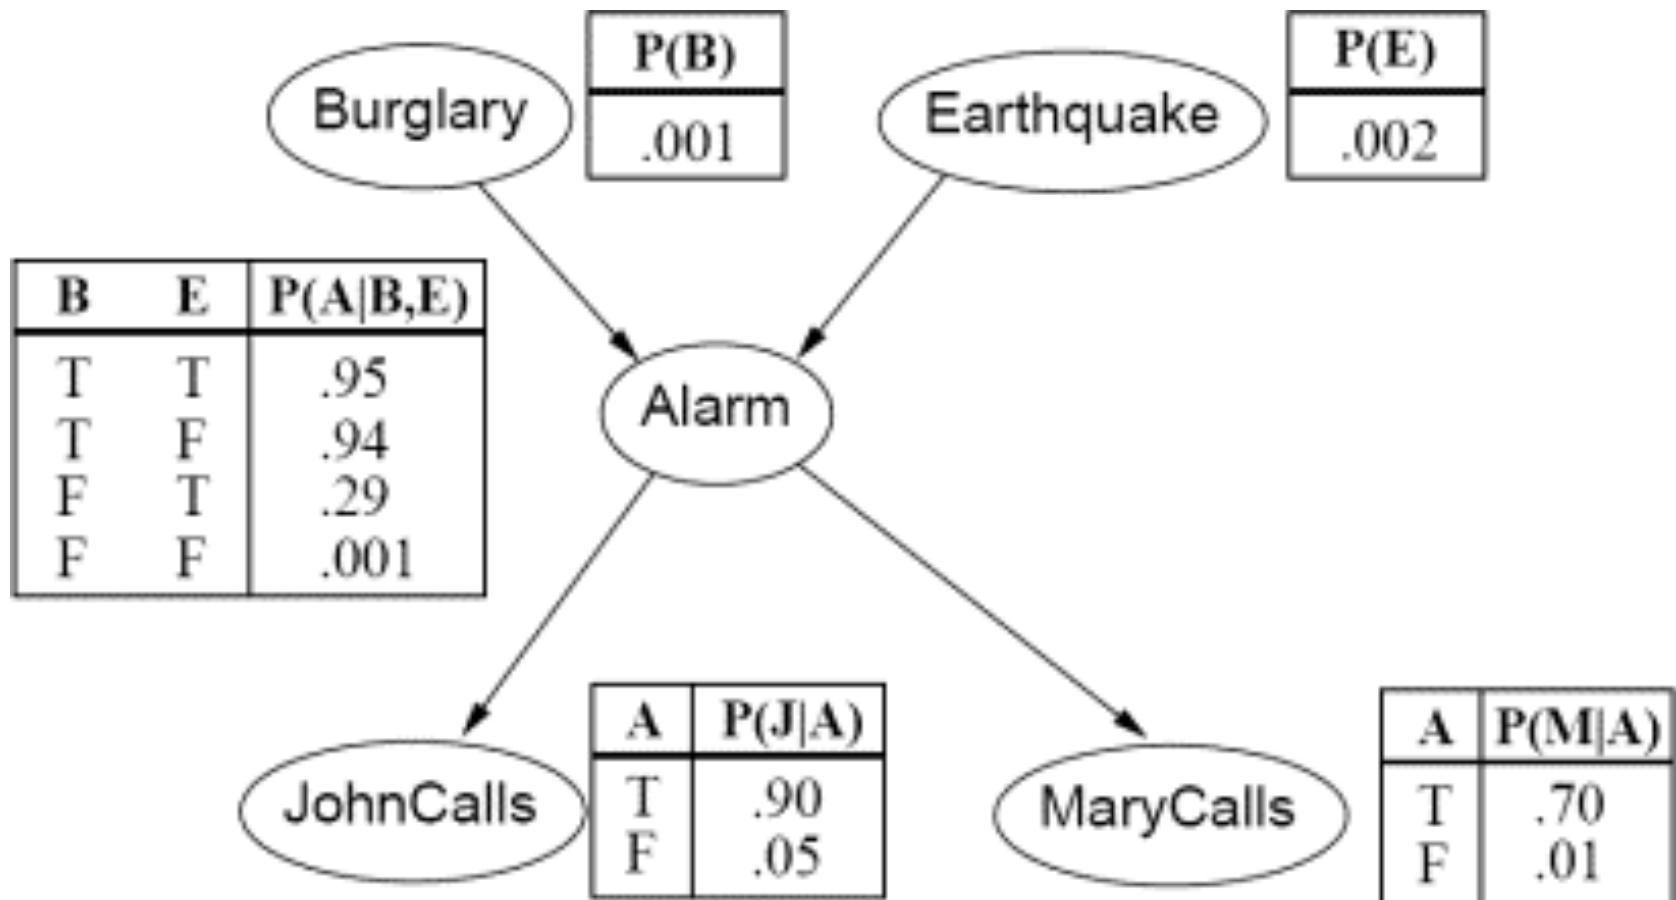 Burglary
P(B)
.001
Earthquake
P(E)
.002
B E P(A|B,E)
T T .95
T F .94
F T .29
F F .001
Alarm
JohnCalls
A P(J|A)
T .90
F .05
MaryCalls
A P(M|A)
T .70
F .01